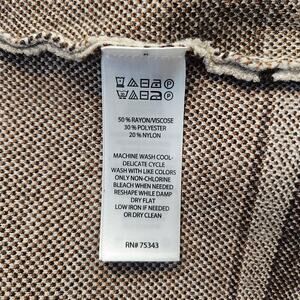 50 % RAYON/VISCOSE
30 % POLYESTER
20 % NYLON
MACHINE WASH COOL-
DELICATE CYCLE
WASH WITH LIKE COLORS
ONLY NON-CHLORINE
BLEACH WHEN NEEDED
RESHAPE WHILE DAMP
DRY FLAT
LOW IRON IF NEEDED
OR DRY CLEAN
RN# 75343